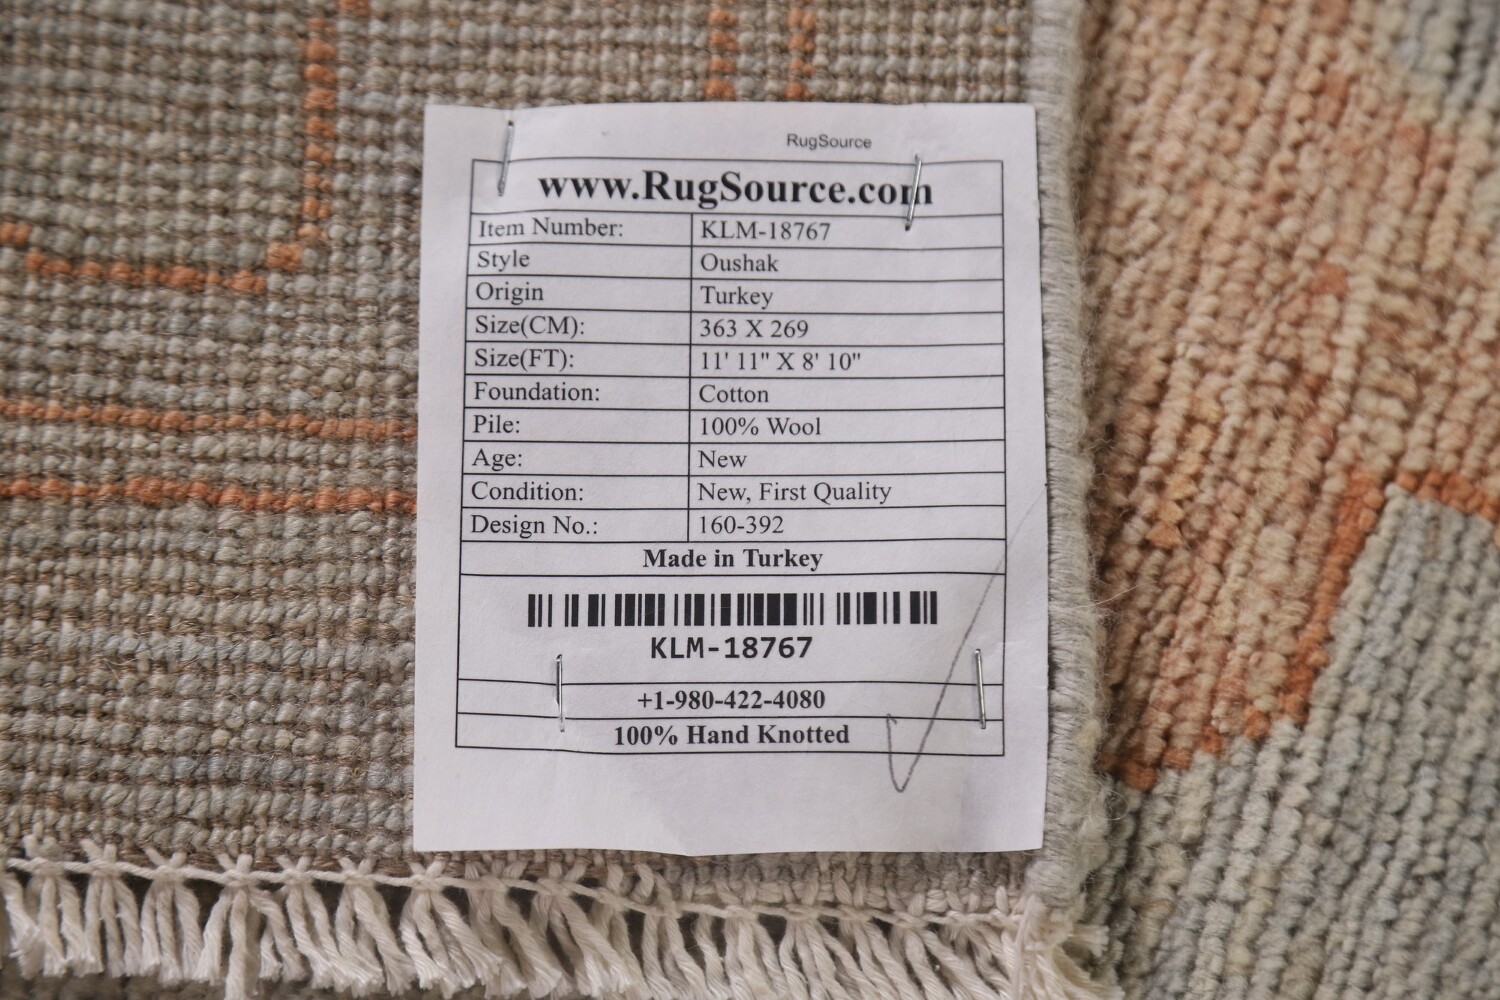 RugSource
www.RugSource.com
Item Number: KLM-18767
Style Oushak
Origin Turkey
Size(CM): 363 X 269
Size(FT): 11' 11" X 8' 10"
Foundation: Cotton
Pile: 100% Wool
Age: New
Condition: New, First Quality
Design No.: 160-392
Made in Turkey
KLM-18767
+1-980-422-4080
100% Hand Knotted